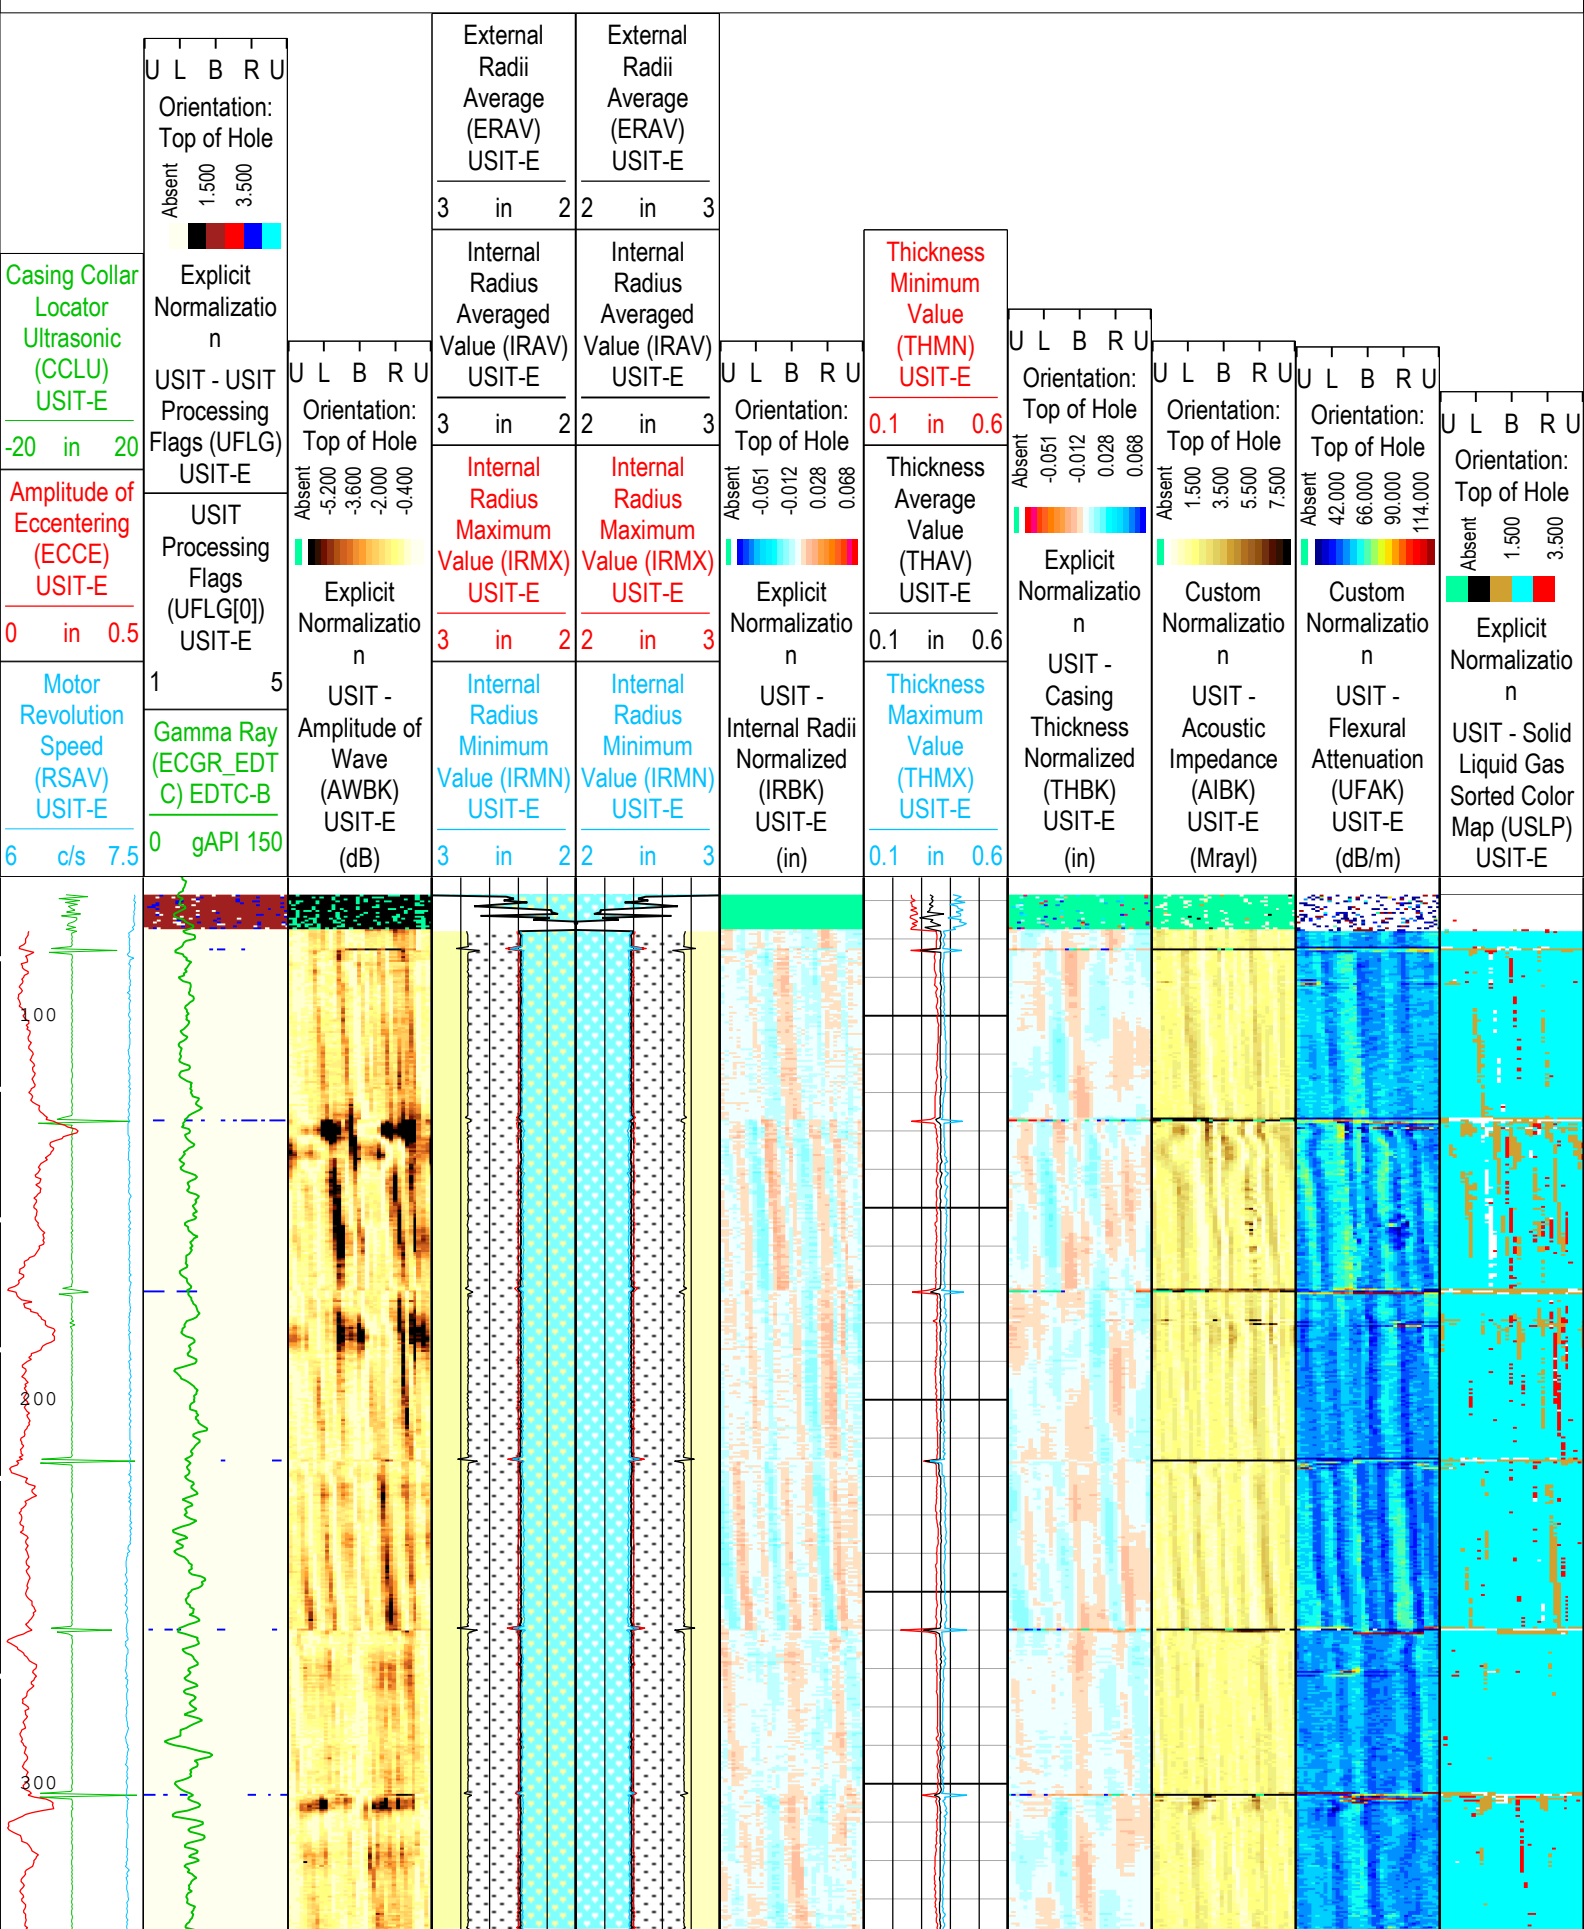 Casing Collar
Locator
Ultrasonic
(CCLU)
USIT-E
-20 in 20
Amplitude of
Eccentering
(ECCE)
USIT-E
0 in 0.5
Motor
Revolution
Speed
(RSAV)
USIT-E
6 c/s 7.5
U L B R U
Orientation:
Top of Hole
Absent
1.500
3.500
Explicit
Normalizatio
n
USIT - USIT
Processing
Flags (UFLG)
USIT-E
USIT
Processing
Flags
(UFLG[0])
USIT-E
1 5
Gamma Ray
(ECGR_EDT
C) EDTC-B
0 gAPI 150
U L B R U
Orientation:
Top of Hole
Absent
-5.200
-3.600
-2.000
-0.400
Explicit
Normalizatio
n
USIT -
Amplitude of
Wave
(AWBK)
USIT-E
(dB)
External
Radii
Average
(ERAV)
USIT-E
3 in 2
Internal
Radius
Averaged
Value (IRAV)
USIT-E
3 in 2
Internal
Radius
Maximum
Value (IRMX)
USIT-E
3 in 2
Internal
Radius
Minimum
Value (IRMN)
USIT-E
3 in 2
External
Radii
Average
(ERAV)
USIT-E
2 in 3
Internal
Radius
Averaged
Value (IRAV)
USIT-E
2 in 3
Internal
Radius
Maximum
Value (IRMX)
USIT-E
2 in 3
Internal
Radius
Minimum
Value (IRMN)
USIT-E
2 in 3
U L B R U
Orientation:
Top of Hole
Absent
-0.051
-0.012
0.028
0.068
Explicit
Normalizatio
n
USIT -
Internal Radii
Normalized
(IRBK)
USIT-E
(in)
Thickness
Minimum
Value
(THMN)
USIT-E
0.1 in 0.6
Thickness
Average
Value
(THAV)
USIT-E
0.1 in 0.6
Thickness
Maximum
Value
(THMX)
USIT-E
0.1 in 0.6
U L B R U
Orientation:
Top of Hole
Absent
-0.051
-0.012
0.028
0.068
Explicit
Normalizatio
n
USIT -
Casing
Thickness
Normalized
(THBK)
USIT-E
(in)
U L B R U
Orientation:
Top of Hole
Absent
1.500
3.500
5.500
7.500
Custom
Normalizatio
n
USIT -
Acoustic
Impedance
(AIBK)
USIT-E
(Mrayl)
U L B R U
Orientation:
Top of Hole
Absent
42.000
66.000
90.000
114.000
Custom
Normalizatio
n
USIT -
Flexural
Attenuation
(UFAK)
USIT-E
(dB/m)
U L B R U
Orientation:
Top of Hole
Absent
1.500
3.500
Explicit
Normalizatio
n
USIT - Solid
Liquid Gas
Sorted Color
Map (USLP)
USIT-E
100
200
300